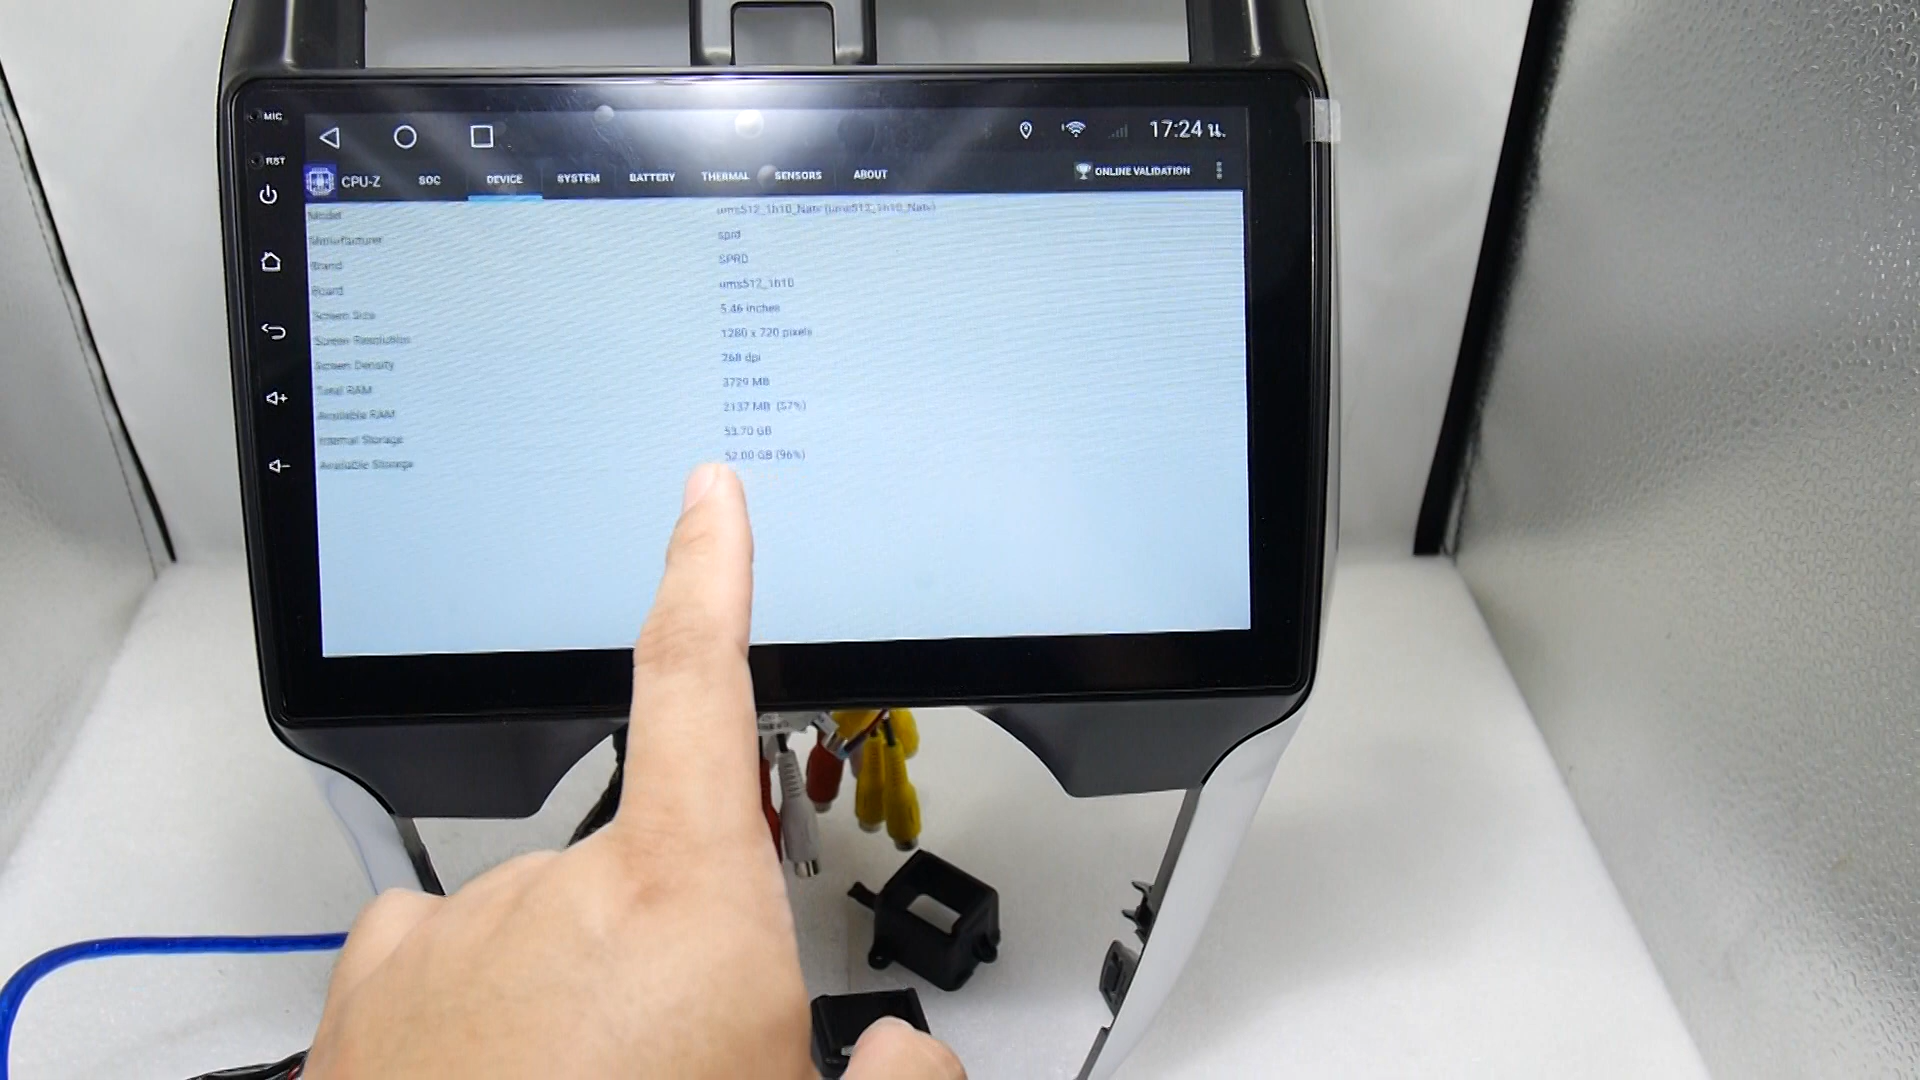 MIC
17:24 น.
RST
CPU-Z SOC DEVICE SYSTEM BATTERY THERMAL SENSORS ABOUT ONLINE VALIDATION
Model ums512_1h10_Natv (ums512_1h10_Natv)
Manufacturer sprd
Brand SPRD
Board ums512_1h10
Screen Size 5.46 inches
Screen Resolution 1280 x 720 pixels
Screen Density 268 dpi
Total RAM 3729 MB
Available RAM 2137 MB (57%)
Internal Storage 53.70 GB
Available Storage 52.00 GB (96%)